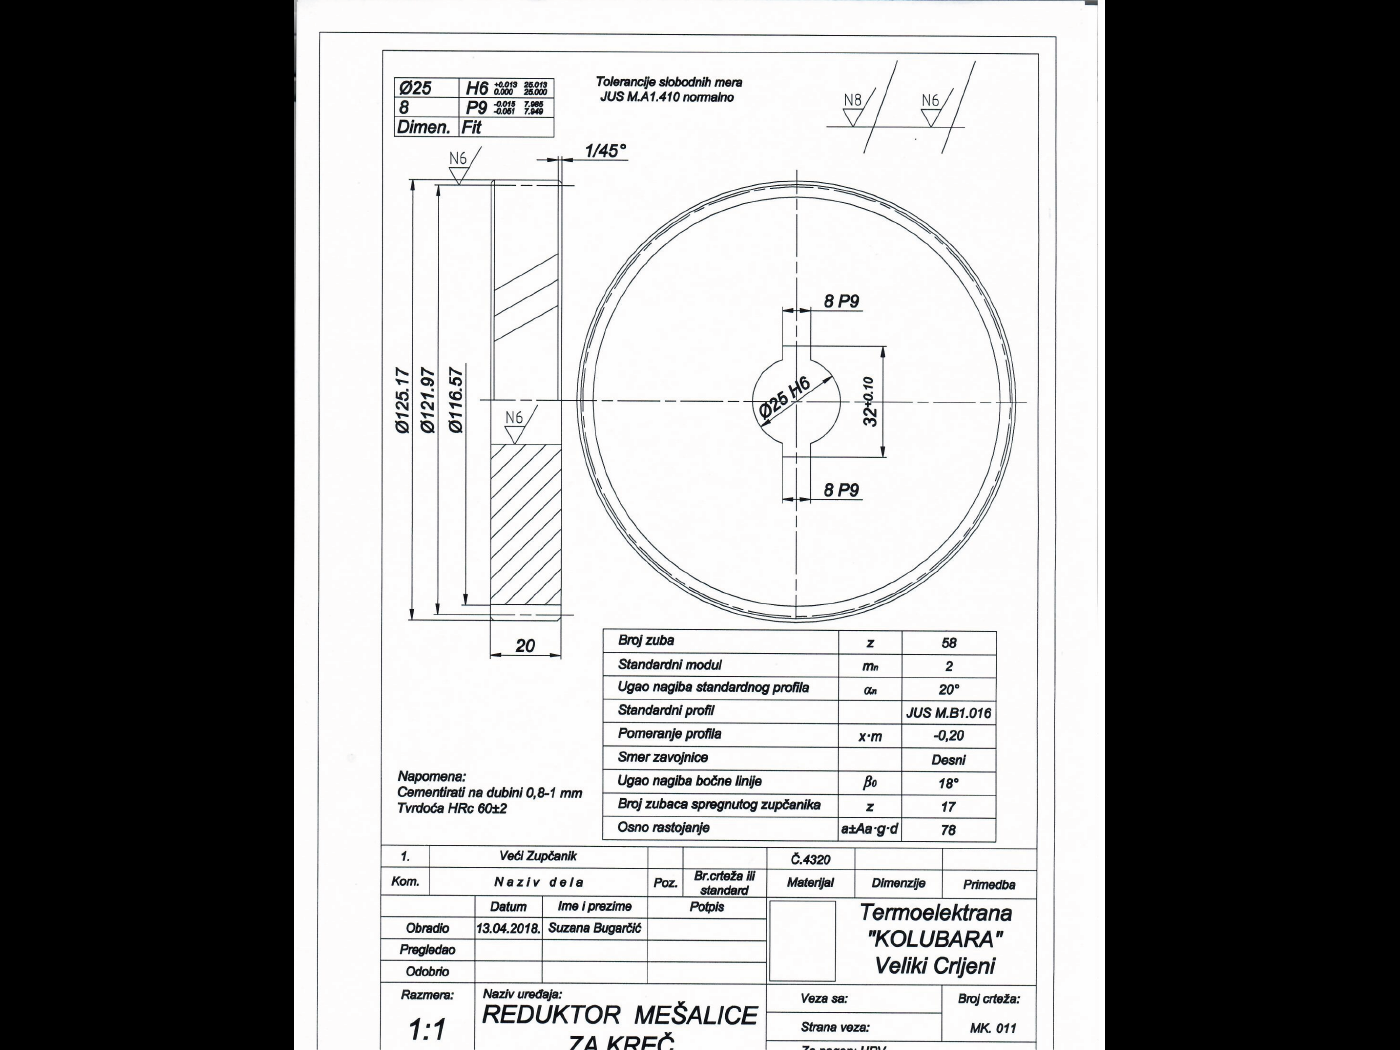 Ø25 H6 +0.013 0.000 25.013 25.000
8 P9 -0.015 -0.051 7.985 7.949
Dimen. Fit
Tolerancije slobodnih mera
JUS M.A1.410 normalno
N8 N6
N6
1/45°
8 P9
Ø125.17
Ø121.97
Ø116.57
Ø25 H6
32+0.10
N6
8 P9
20
Broj zuba z 58
Standardni modul mn 2
Ugao nagiba standardnog profila αn 20°
Standardni profil JUS M.B1.016
Pomeranje profila x·m -0,20
Smer zavojnice Desni
Ugao nagiba bočne linije β0 18°
Broj zubaca spregnutog zupčanika z 17
Osno rastojanje a±Aa·g·d 78
Napomena:
Cementirati na dubini 0,8-1 mm
Tvrdoća HRc 60±2
1. Veći Zupčanik Č.4320
Kom. Naziv dela Poz. Br.crteža ili standard Materijal Dimenzije Primedba
Datum Ime i prezime Potpis
Obradio 13.04.2018. Suzana Bugarčić
Pregledao
Odobrio
Termoelektrana
"KOLUBARA"
Veliki Crljeni
Razmera: Naziv uređaja: Veza sa: Broj crteža:
1:1 REDUKTOR MEŠALICE
ZA KREČ
Strana veza: MK. 011